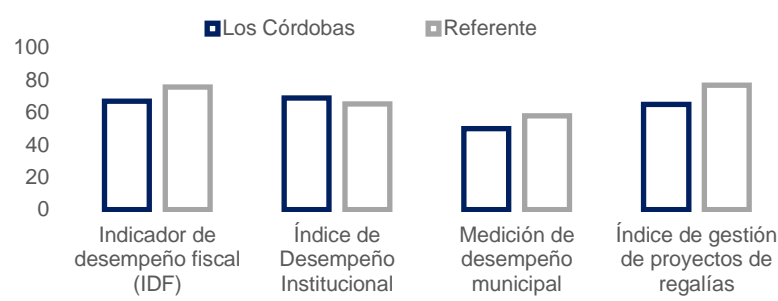 Los Córdobas Referente
100
80
60
40
20
0
Indicador de
desempeño fiscal
(IDF)
Índice de
Desempeño
Institucional
Medición de
desempeño
municipal
Índice de gestión
de proyectos de
regalías